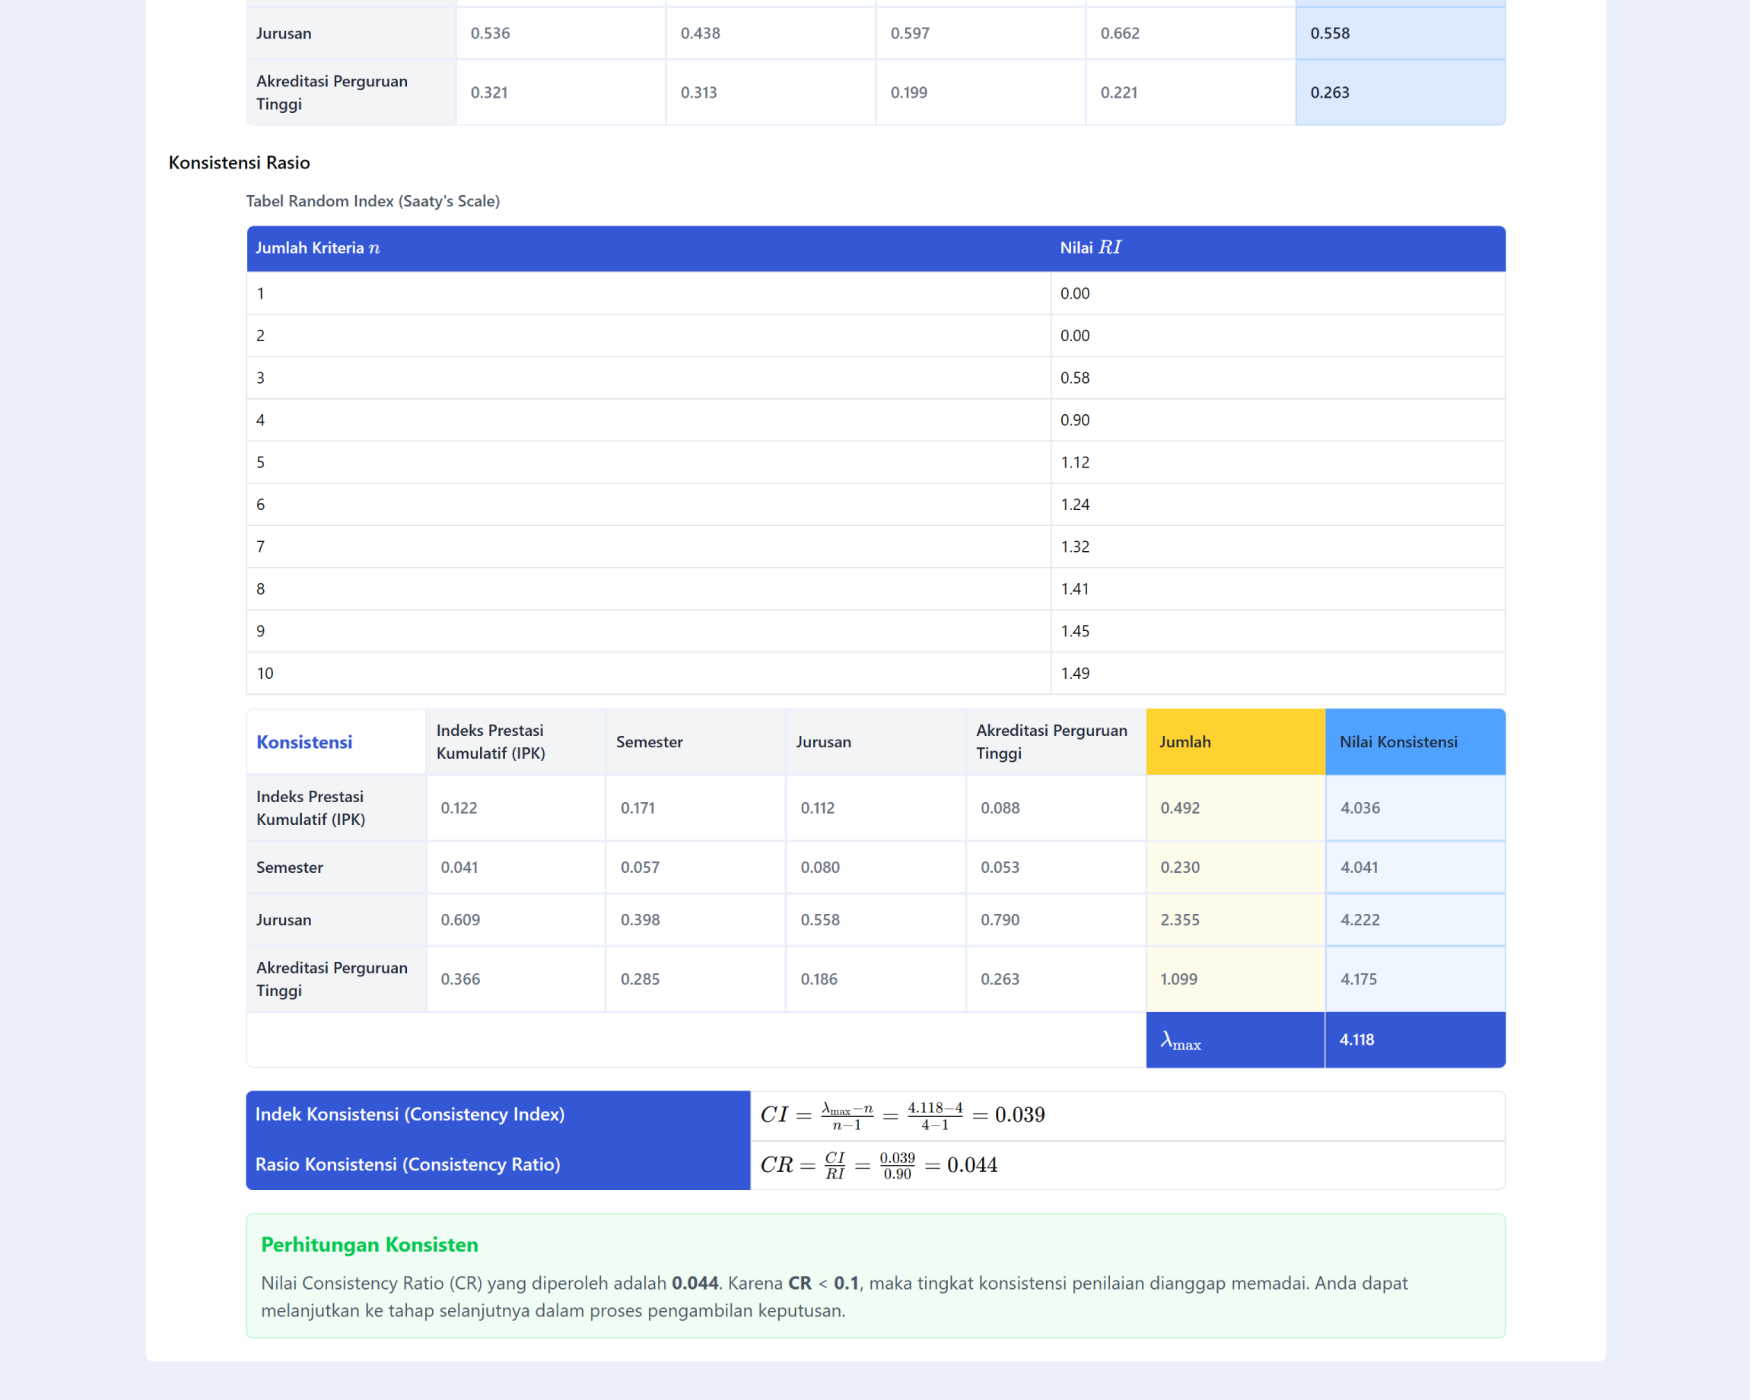 Jurusan 0.536 0.438 0.597 0.662 0.558
Akreditasi Perguruan
Tinggi 0.321 0.313 0.199 0.221 0.263
Konsistensi Rasio
Tabel Random Index (Saaty's Scale)
Jumlah Kriteria n Nilai RI
1 0.00
2 0.00
3 0.58
4 0.90
5 1.12
6 1.24
7 1.32
8 1.41
9 1.45
10 1.49
Konsistensi Indeks Prestasi Kumulatif (IPK) Semester Jurusan Akreditasi Perguruan Tinggi Jumlah Nilai Konsistensi
Indeks Prestasi
Kumulatif (IPK) 0.122 0.171 0.112 0.088 0.492 4.036
Semester 0.041 0.057 0.080 0.053 0.230 4.041
Jurusan 0.609 0.398 0.558 0.790 2.355 4.222
Akreditasi Perguruan
Tinggi 0.366 0.285 0.186 0.263 1.099 4.175
λmax 4.118
Indek Konsistensi (Consistency Index) CI = λmax−n / n−1 = 4.118−4 / 4−1 = 0.039
Rasio Konsistensi (Consistency Ratio) CR = CI / RI = 0.039 / 0.90 = 0.044
Perhitungan Konsisten
Nilai Consistency Ratio (CR) yang diperoleh adalah 0.044. Karena CR < 0.1, maka tingkat konsistensi penilaian dianggap memadai. Anda dapat
melanjutkan ke tahap selanjutnya dalam proses pengambilan keputusan.